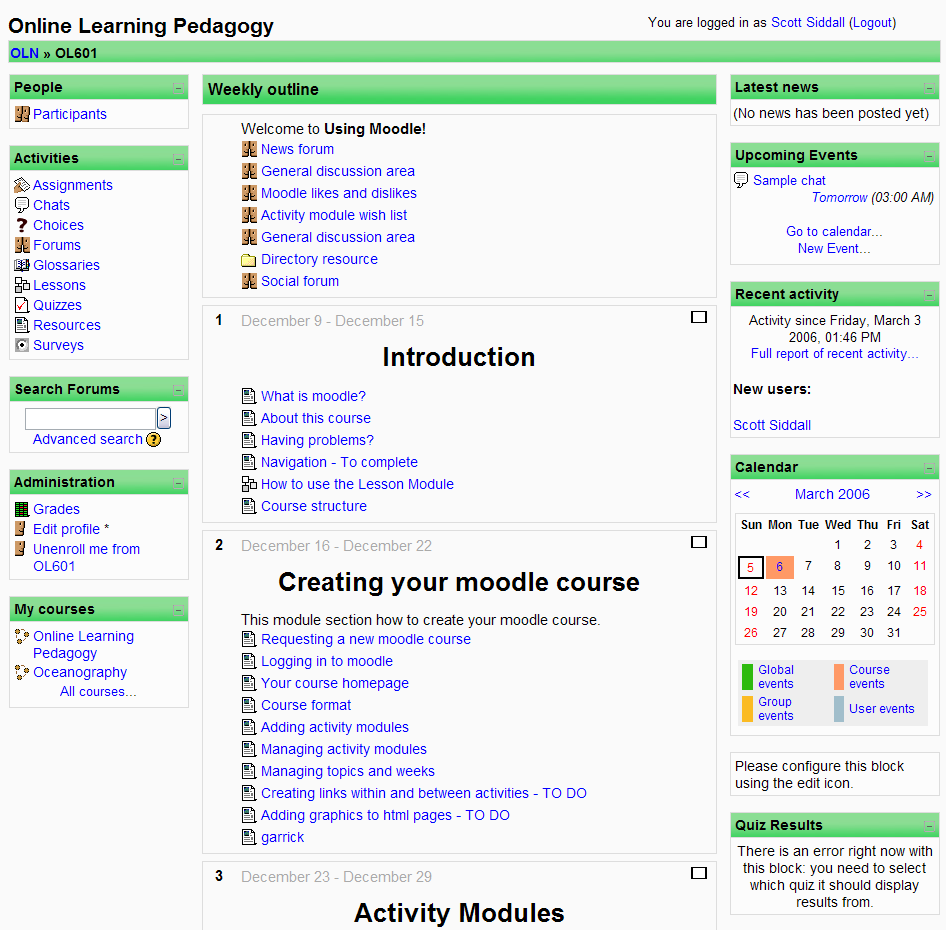 Online Learning Pedagogy
You are logged in as Scott Siddall (Logout)
OLN » OL601
People
Participants
Activities
Assignments
Chats
Choices
Forums
Glossaries
Lessons
Quizzes
Resources
Surveys
Search Forums
>
Advanced search ?
Administration
Grades
Edit profile *
Unenroll me from
OL601
My courses
Online Learning
Pedagogy
Oceanography
All courses...
Weekly outline
Welcome to Using Moodle!
News forum
General discussion area
Moodle likes and dislikes
Activity module wish list
General discussion area
Directory resource
Social forum
1 December 9 - December 15
Introduction
What is moodle?
About this course
Having problems?
Navigation - To complete
How to use the Lesson Module
Course structure
2 December 16 - December 22
Creating your moodle course
This module section how to create your moodle course.
Requesting a new moodle course
Logging in to moodle
Your course homepage
Course format
Adding activity modules
Managing activity modules
Managing topics and weeks
Creating links within and between activities - TO DO
Adding graphics to html pages - TO DO
garrick
3 December 23 - December 29
Activity Modules
Latest news
(No news has been posted yet)
Upcoming Events
Sample chat
Tomorrow (03:00 AM)
Go to calendar...
New Event...
Recent activity
Activity since Friday, March 3
2006, 01:46 PM
Full report of recent activity...
New users:
Scott Siddall
Calendar
<< March 2006 >>
Sun Mon Tue Wed Thu Fri Sat
1 2 3 4
5 6 7 8 9 10 11
12 13 14 15 16 17 18
19 20 21 22 23 24 25
26 27 28 29 30 31
Global
events
Course
events
Group
events
User events
Please configure this block
using the edit icon.
Quiz Results
There is an error right now with
this block: you need to select
which quiz it should display
results from.